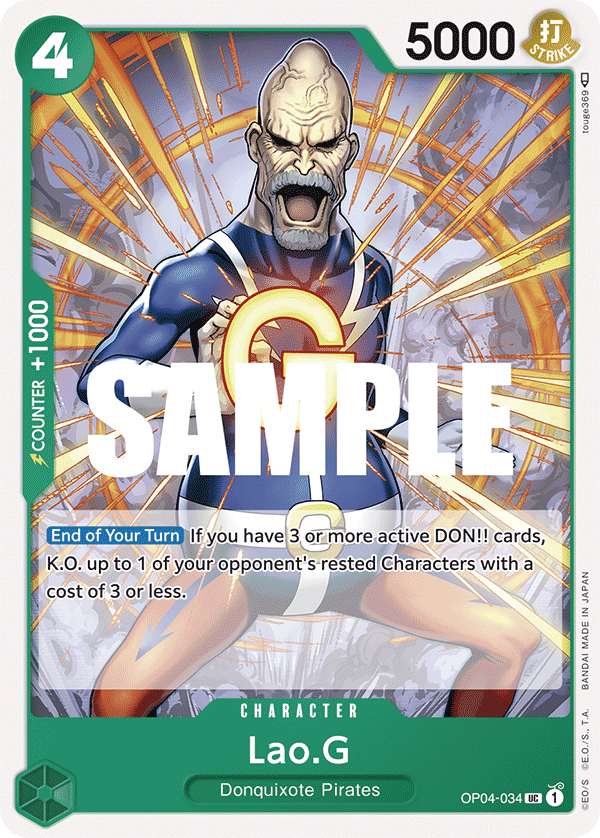 4
5000
打
STRIKE
touge369
COUNTER +1000
G
SAMPLE
G
End of Your Turn If you have 3 or more active DON!! cards,
K.O. up to 1 of your opponent's rested Characters with a
cost of 3 or less.
CHARACTER
Lao.G
Donquixote Pirates
OP04-034 UC 1
©EO/S ©E.O./S., T.A. BANDAI MADE IN JAPAN